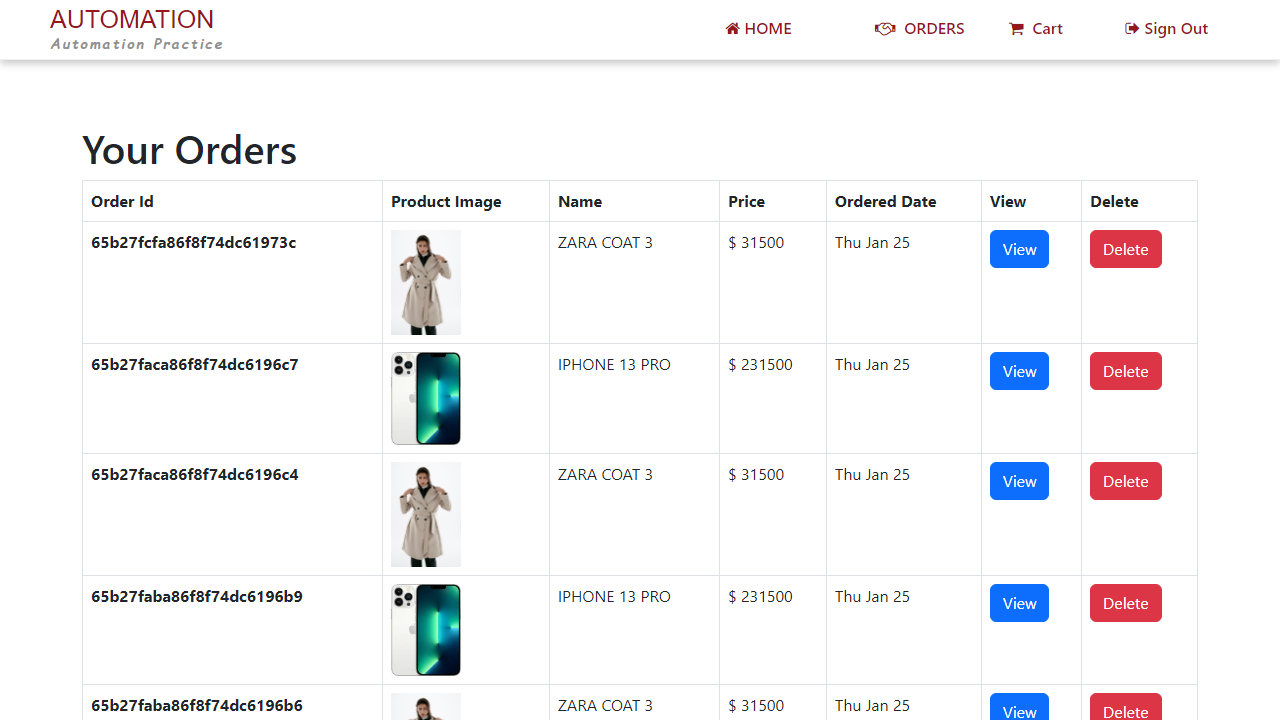 AUTOMATION
Automation Practice
HOME
ORDERS
Cart
Sign Out
Your Orders
Order Id Product Image Name Price Ordered Date View Delete
65b27fcfa86f8f74dc61973c ZARA COAT 3 $ 31500 Thu Jan 25 View Delete
65b27faca86f8f74dc6196c7 IPHONE 13 PRO $ 231500 Thu Jan 25 View Delete
65b27faca86f8f74dc6196c4 ZARA COAT 3 $ 31500 Thu Jan 25 View Delete
65b27faba86f8f74dc6196b9 IPHONE 13 PRO $ 231500 Thu Jan 25 View Delete
65b27faba86f8f74dc6196b6 ZARA COAT 3 $ 31500 Thu Jan 25 View Delete